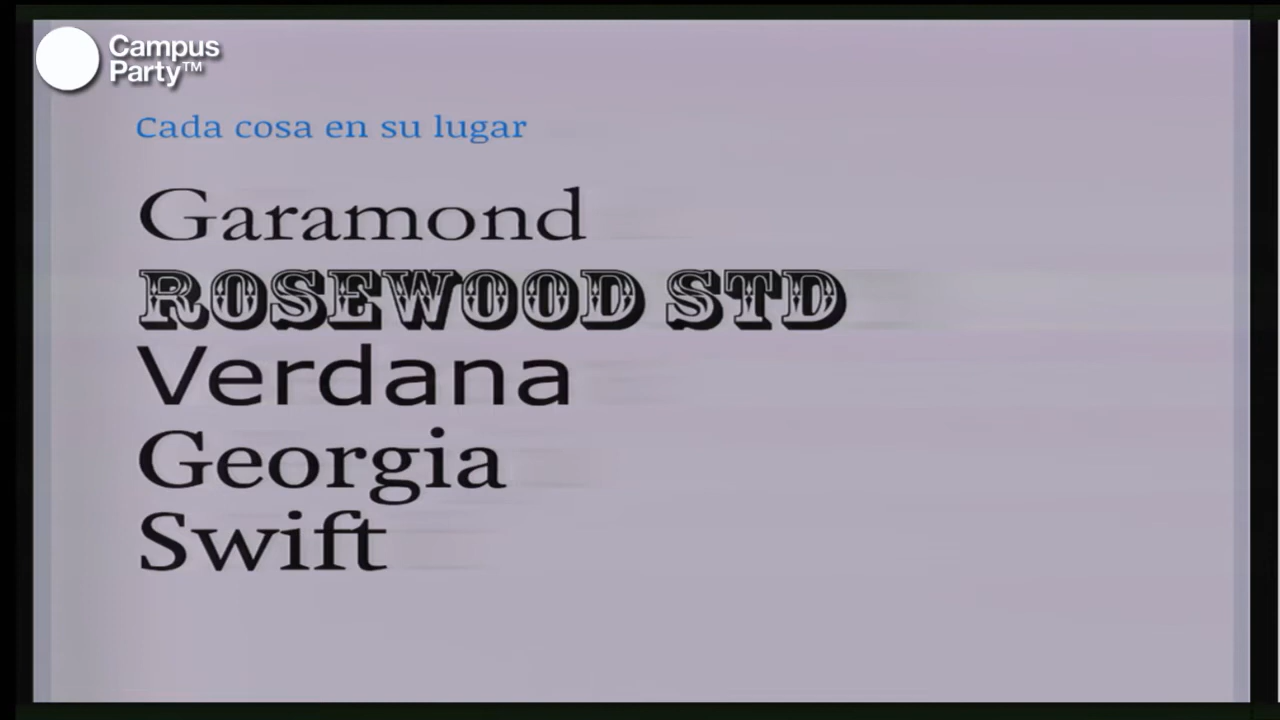 Campus
Party™
Cada cosa en su lugar
Garamond
ROSEWOOD STD
Verdana
Georgia
Swift